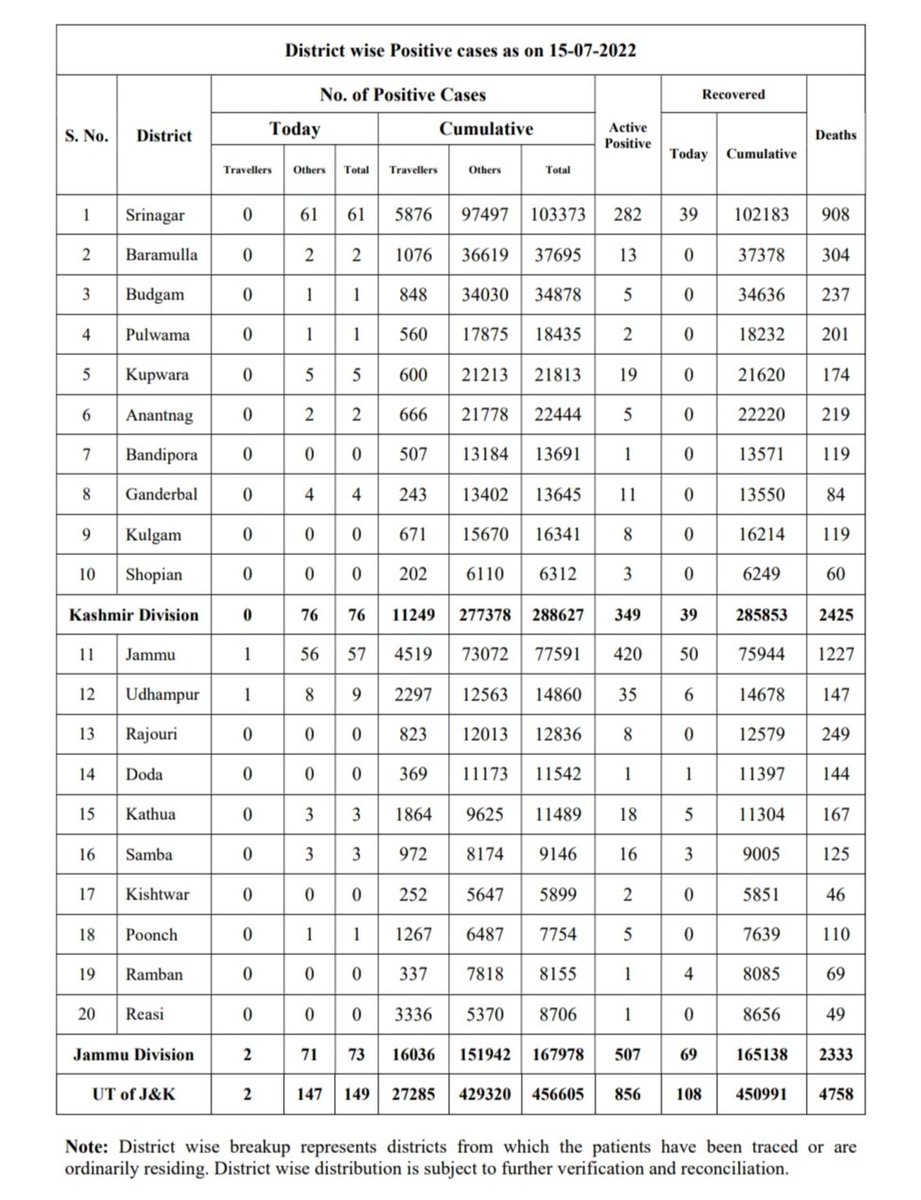 District wise Positive cases as on 15-07-2022
S. No. District No. of Positive Cases Active Positive Recovered Deaths
Today Cumulative Today Cumulative
Travellers Others Total Travellers Others Total
1 Srinagar 0 61 61 5876 97497 103373 282 39 102183 908
2 Baramulla 0 2 2 1076 36619 37695 13 0 37378 304
3 Budgam 0 1 1 848 34030 34878 5 0 34636 237
4 Pulwama 0 1 1 560 17875 18435 2 0 18232 201
5 Kupwara 0 5 5 600 21213 21813 19 0 21620 174
6 Anantnag 0 2 2 666 21778 22444 5 0 22220 219
7 Bandipora 0 0 0 507 13184 13691 1 0 13571 119
8 Ganderbal 0 4 4 243 13402 13645 11 0 13550 84
9 Kulgam 0 0 0 671 15670 16341 8 0 16214 119
10 Shopian 0 0 0 202 6110 6312 3 0 6249 60
Kashmir Division 0 76 76 11249 277378 288627 349 39 285853 2425
11 Jammu 1 56 57 4519 73072 77591 420 50 75944 1227
12 Udhampur 1 8 9 2297 12563 14860 35 6 14678 147
13 Rajouri 0 0 0 823 12013 12836 8 0 12579 249
14 Doda 0 0 0 369 11173 11542 1 1 11397 144
15 Kathua 0 3 3 1864 9625 11489 18 5 11304 167
16 Samba 0 3 3 972 8174 9146 16 3 9005 125
17 Kishtwar 0 0 0 252 5647 5899 2 0 5851 46
18 Poonch 0 1 1 1267 6487 7754 5 0 7639 110
19 Ramban 0 0 0 337 7818 8155 1 4 8085 69
20 Reasi 0 0 0 3336 5370 8706 1 0 8656 49
Jammu Division 2 71 73 16036 151942 167978 507 69 165138 2333
UT of J&K 2 147 149 27285 429320 456605 856 108 450991 4758
Note: District wise breakup represents districts from which the patients have been traced or are
ordinarily residing. District wise distribution is subject to further verification and reconciliation.